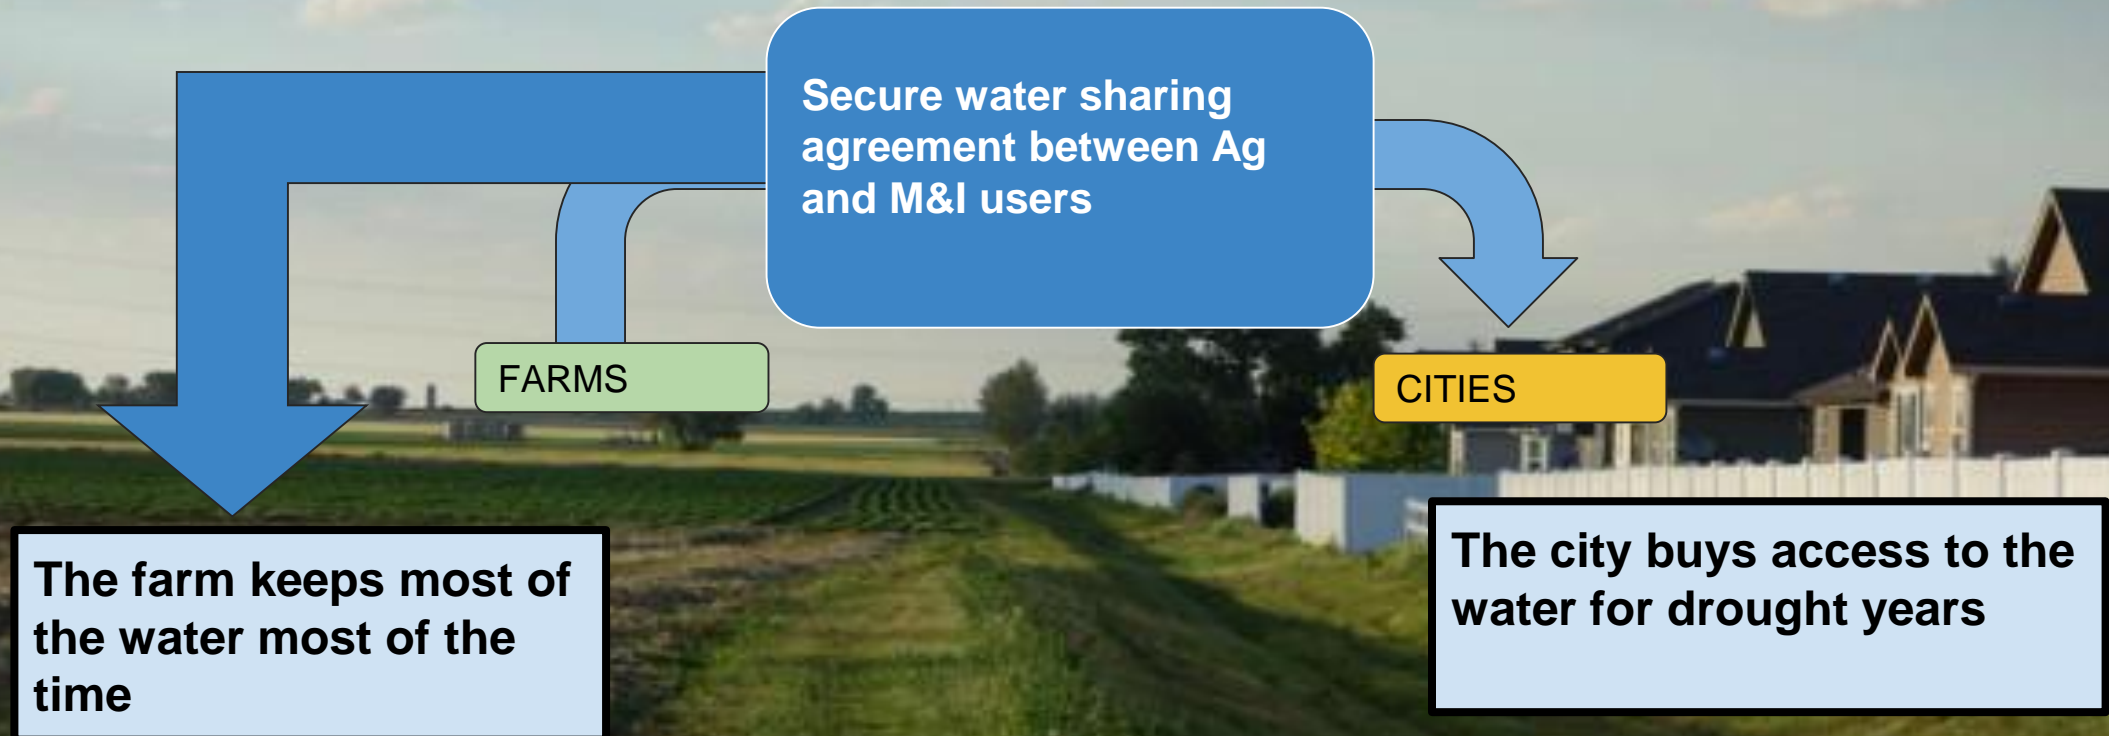 Secure water sharing
agreement between Ag
and M&I users
FARMS
CITIES
The farm keeps most of
the water most of the
time
The city buys access to the
water for drought years